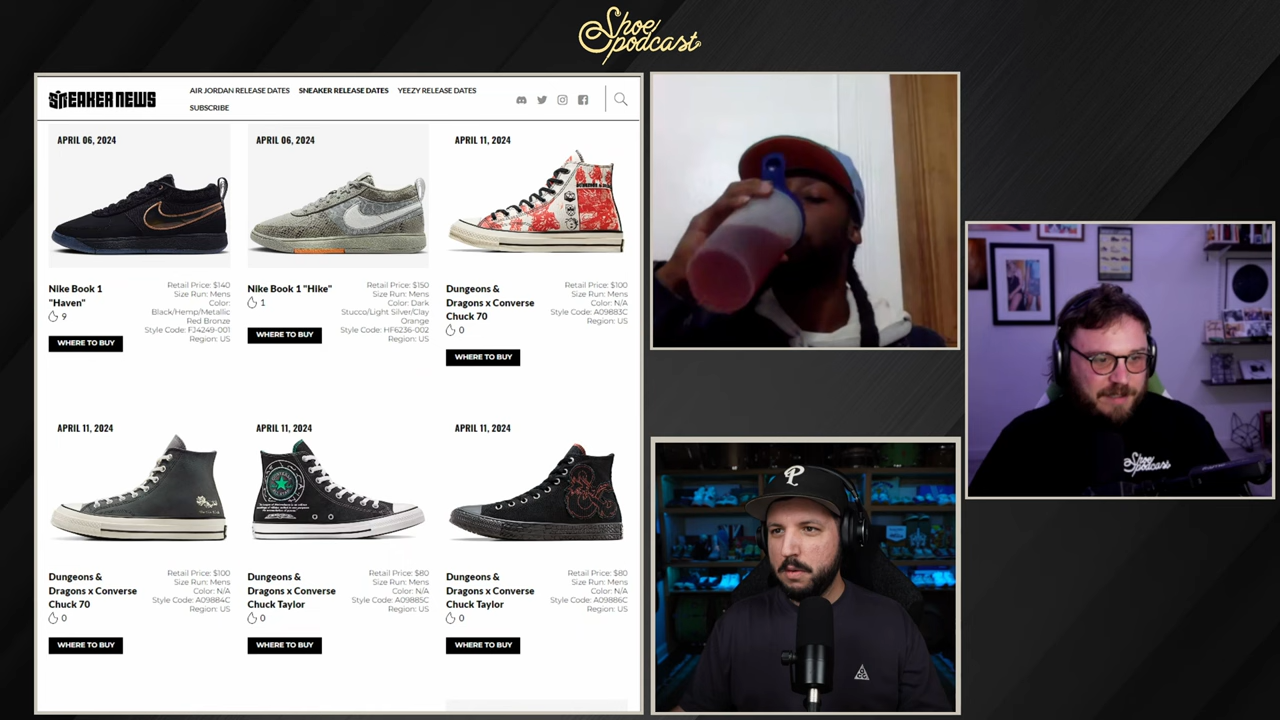 Shoe
podcast
SNEAKER NEWS
AIR JORDAN RELEASE DATES
SNEAKER RELEASE DATES
YEEZY RELEASE DATES
SUBSCRIBE
APRIL 06, 2024
Nike Book 1
"Haven"
9
Retail Price: $140
Size Run: Mens
Color:
Black/Hemp/Metallic
Red Bronze
Style Code: FJ4249-001
Region: US
WHERE TO BUY
APRIL 06, 2024
Nike Book 1 "Hike"
1
Retail Price: $150
Size Run: Mens
Color: Dark
Stucco/Light Silver/Clay
Orange
Style Code: HF6236-002
Region: US
WHERE TO BUY
APRIL 11, 2024
Dungeons &
Dragons x Converse
Chuck 70
0
Retail Price: $100
Size Run: Mens
Color: N/A
Style Code: A09883C
Region: US
WHERE TO BUY
APRIL 11, 2024
Dungeons &
Dragons x Converse
Chuck 70
0
Retail Price: $100
Size Run: Mens
Color: N/A
Style Code: A09884C
Region: US
WHERE TO BUY
APRIL 11, 2024
Dungeons &
Dragons x Converse
Chuck Taylor
0
Retail Price: $80
Size Run: Mens
Color: N/A
Style Code: A09885C
Region: US
WHERE TO BUY
APRIL 11, 2024
Dungeons &
Dragons x Converse
Chuck Taylor
0
Retail Price: $80
Size Run: Mens
Color: N/A
Style Code: A09886C
Region: US
WHERE TO BUY
Shoe
podcast
P